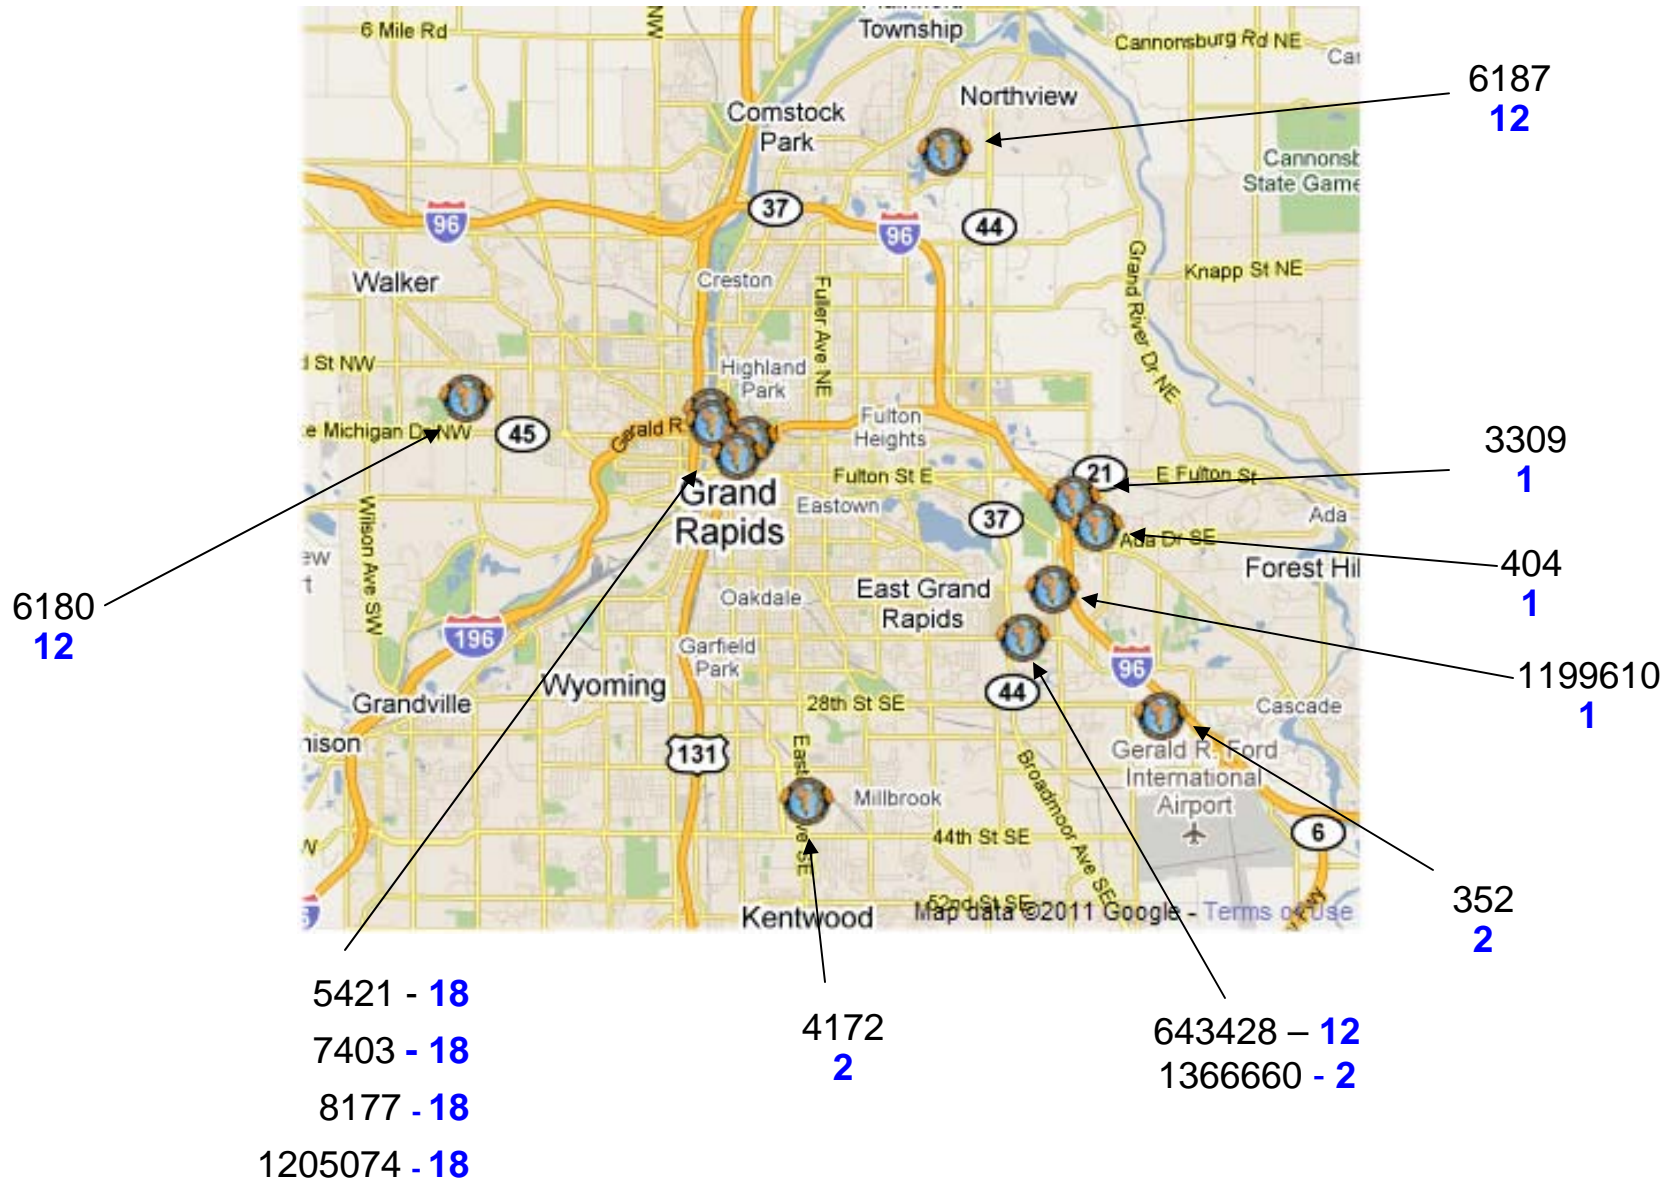 6 Mile Rd
NW
Township
Cannonsburg Rd NE
6187
12
Northview
Comstock
Park
State Game
37
96
96
44
Grand River Dr NE
Knapp St NE
Walker
Creston
Fuller Ave NE
St NW
Highland
Park
Michigan Dr NW
45
Gerald R
Fulton
Heights
3309
1
Fulton St E
21
E Fulton St
Grand
Rapids
Eastown
37
Ada
Ada Dr SE
Wilson Ave SW
404
1
6180
12
Oakdale
East Grand
Rapids
196
Garfield
Park
96
1199610
1
Wyoming
Grandville
28th St SE
44
Cascade
131
Gerald R. Ford
International
Airport
Broadmoor Ave SE
Millbrook
44th St SE
6
52nd St SE
Kentwood
Map data ©2011 Google - Terms of Use
352
2
5421 - 18
7403 - 18
8177 - 18
1205074 - 18
4172
2
643428 – 12
1366660 - 2